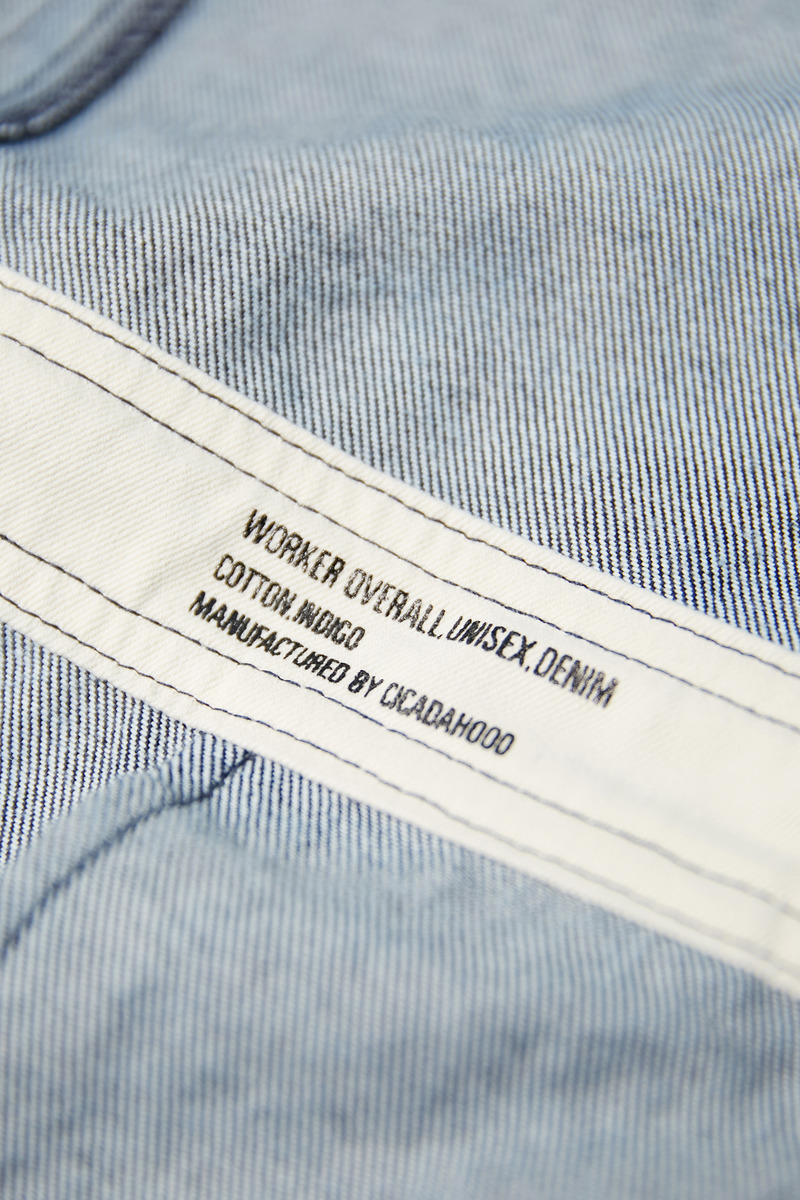 WORKER OVERALL.UNISEX.DENIM
COTTON.INDIGO
MANUFACTURED BY CICADAHOOD